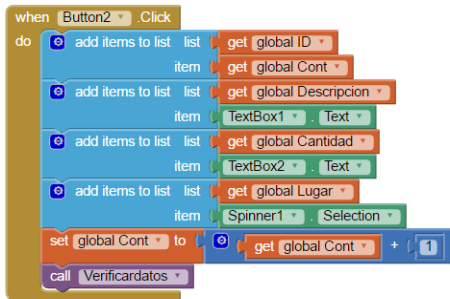 when Button2 .Click
do add items to list list get global ID
item get global Cont
add items to list list get global Descripcion
item TextBox1 . Text
add items to list list get global Cantidad
item TextBox2 . Text
add items to list list get global Lugar
item Spinner1 . Selection
set global Cont to get global Cont + 1
call Verificardatos